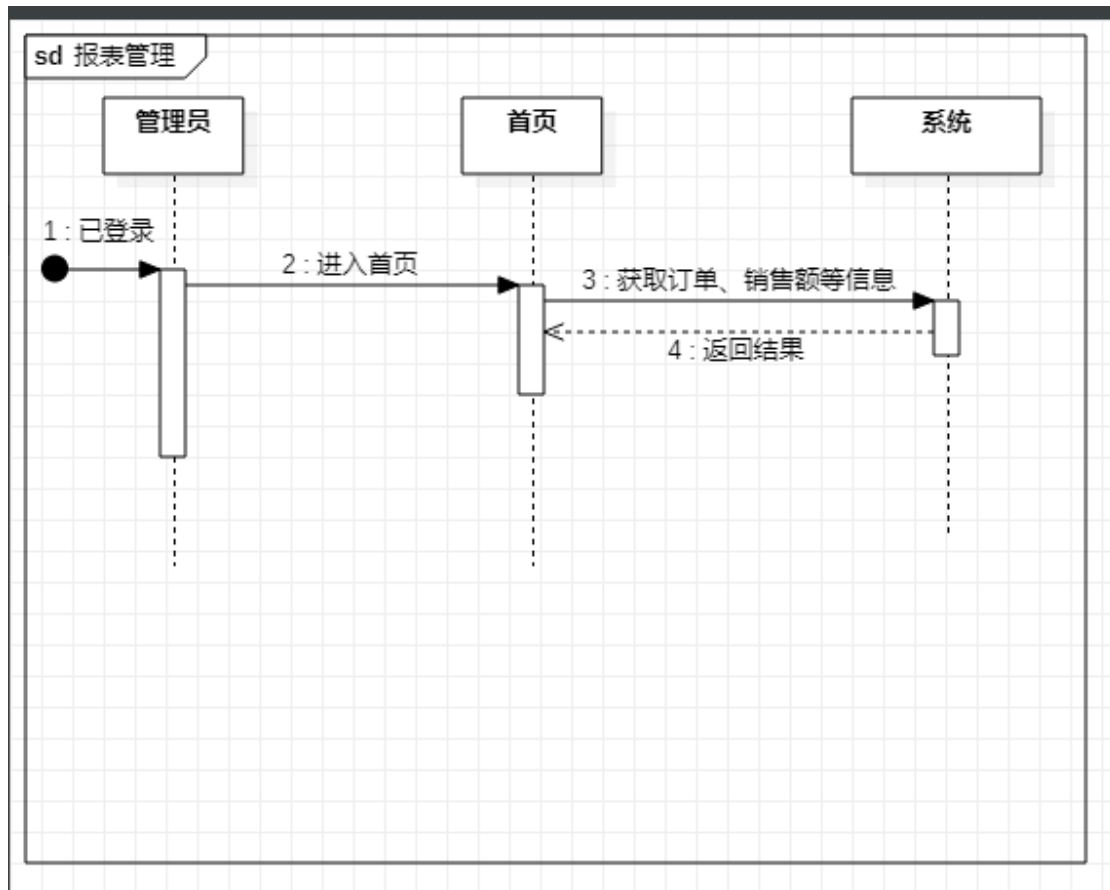 sd 报表管理
管理员
首页
系统
1 : 已登录
2 : 进入首页
3 : 获取订单、销售额等信息
4 : 返回结果